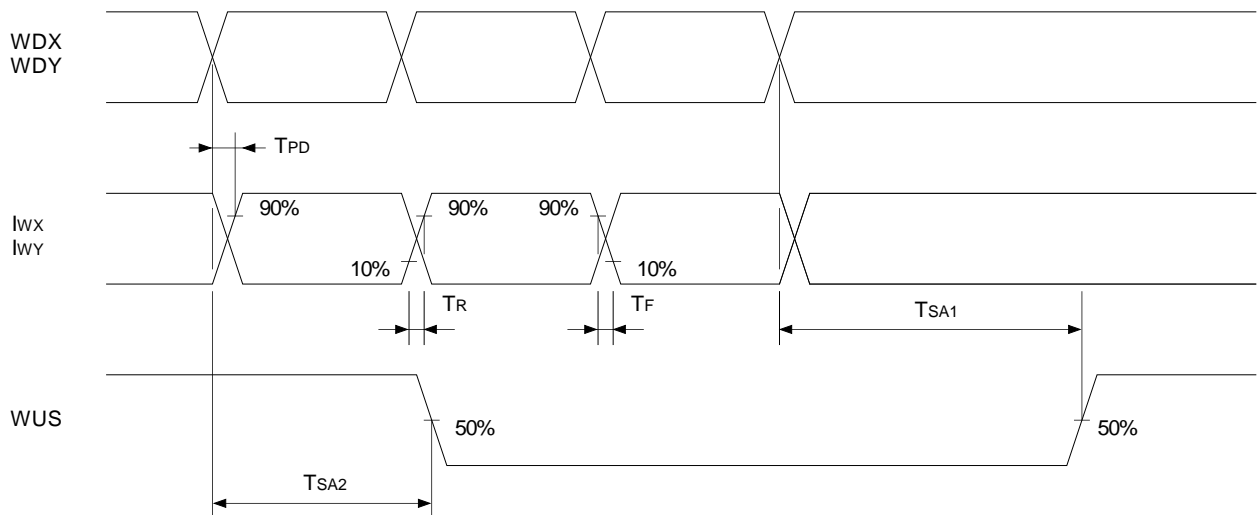 WDX
WDY
TPD
IWX
IWY
90%
90%
90%
10%
10%
TR
TF
TSA1
WUS
50%
50%
TSA2